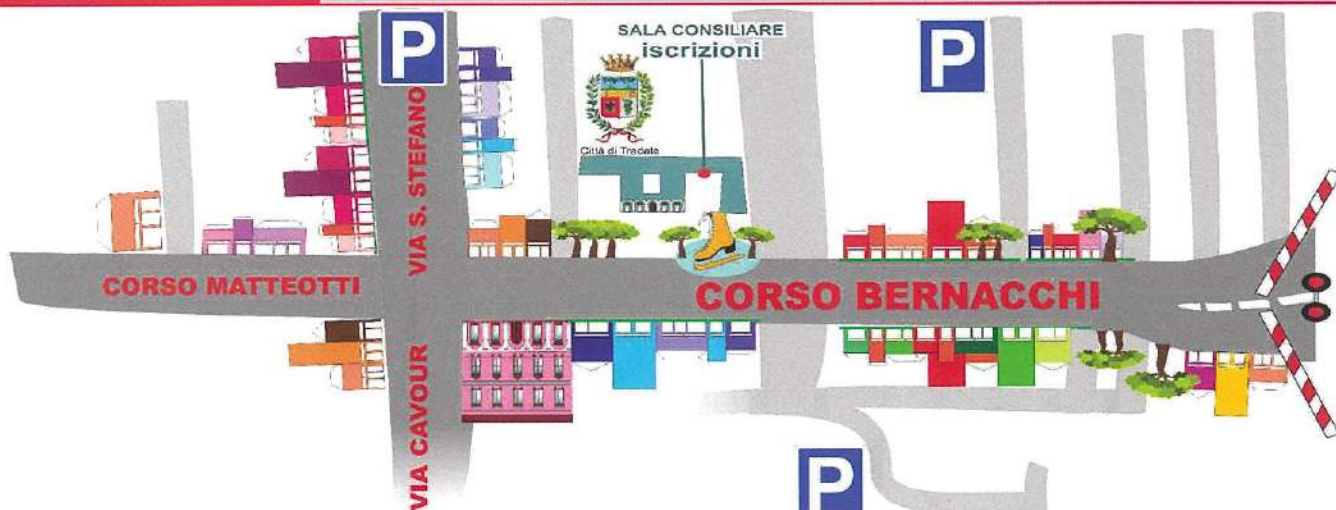 P
P
SALA CONSILIARE
iscrizioni
Città di Tradate
VIA S. STEFANO
CORSO MATTEOTTI
CORSO BERNACCHI
VIA CAVOUR
P